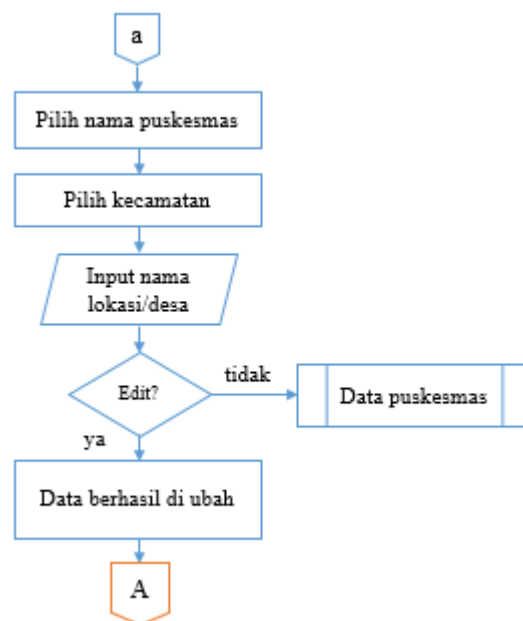 a
Pilih nama puskesmas
Pilih kecamatan
Input nama
lokasi/desa
Edit?
tidak
Data puskesmas
ya
Data berhasil di ubah
A